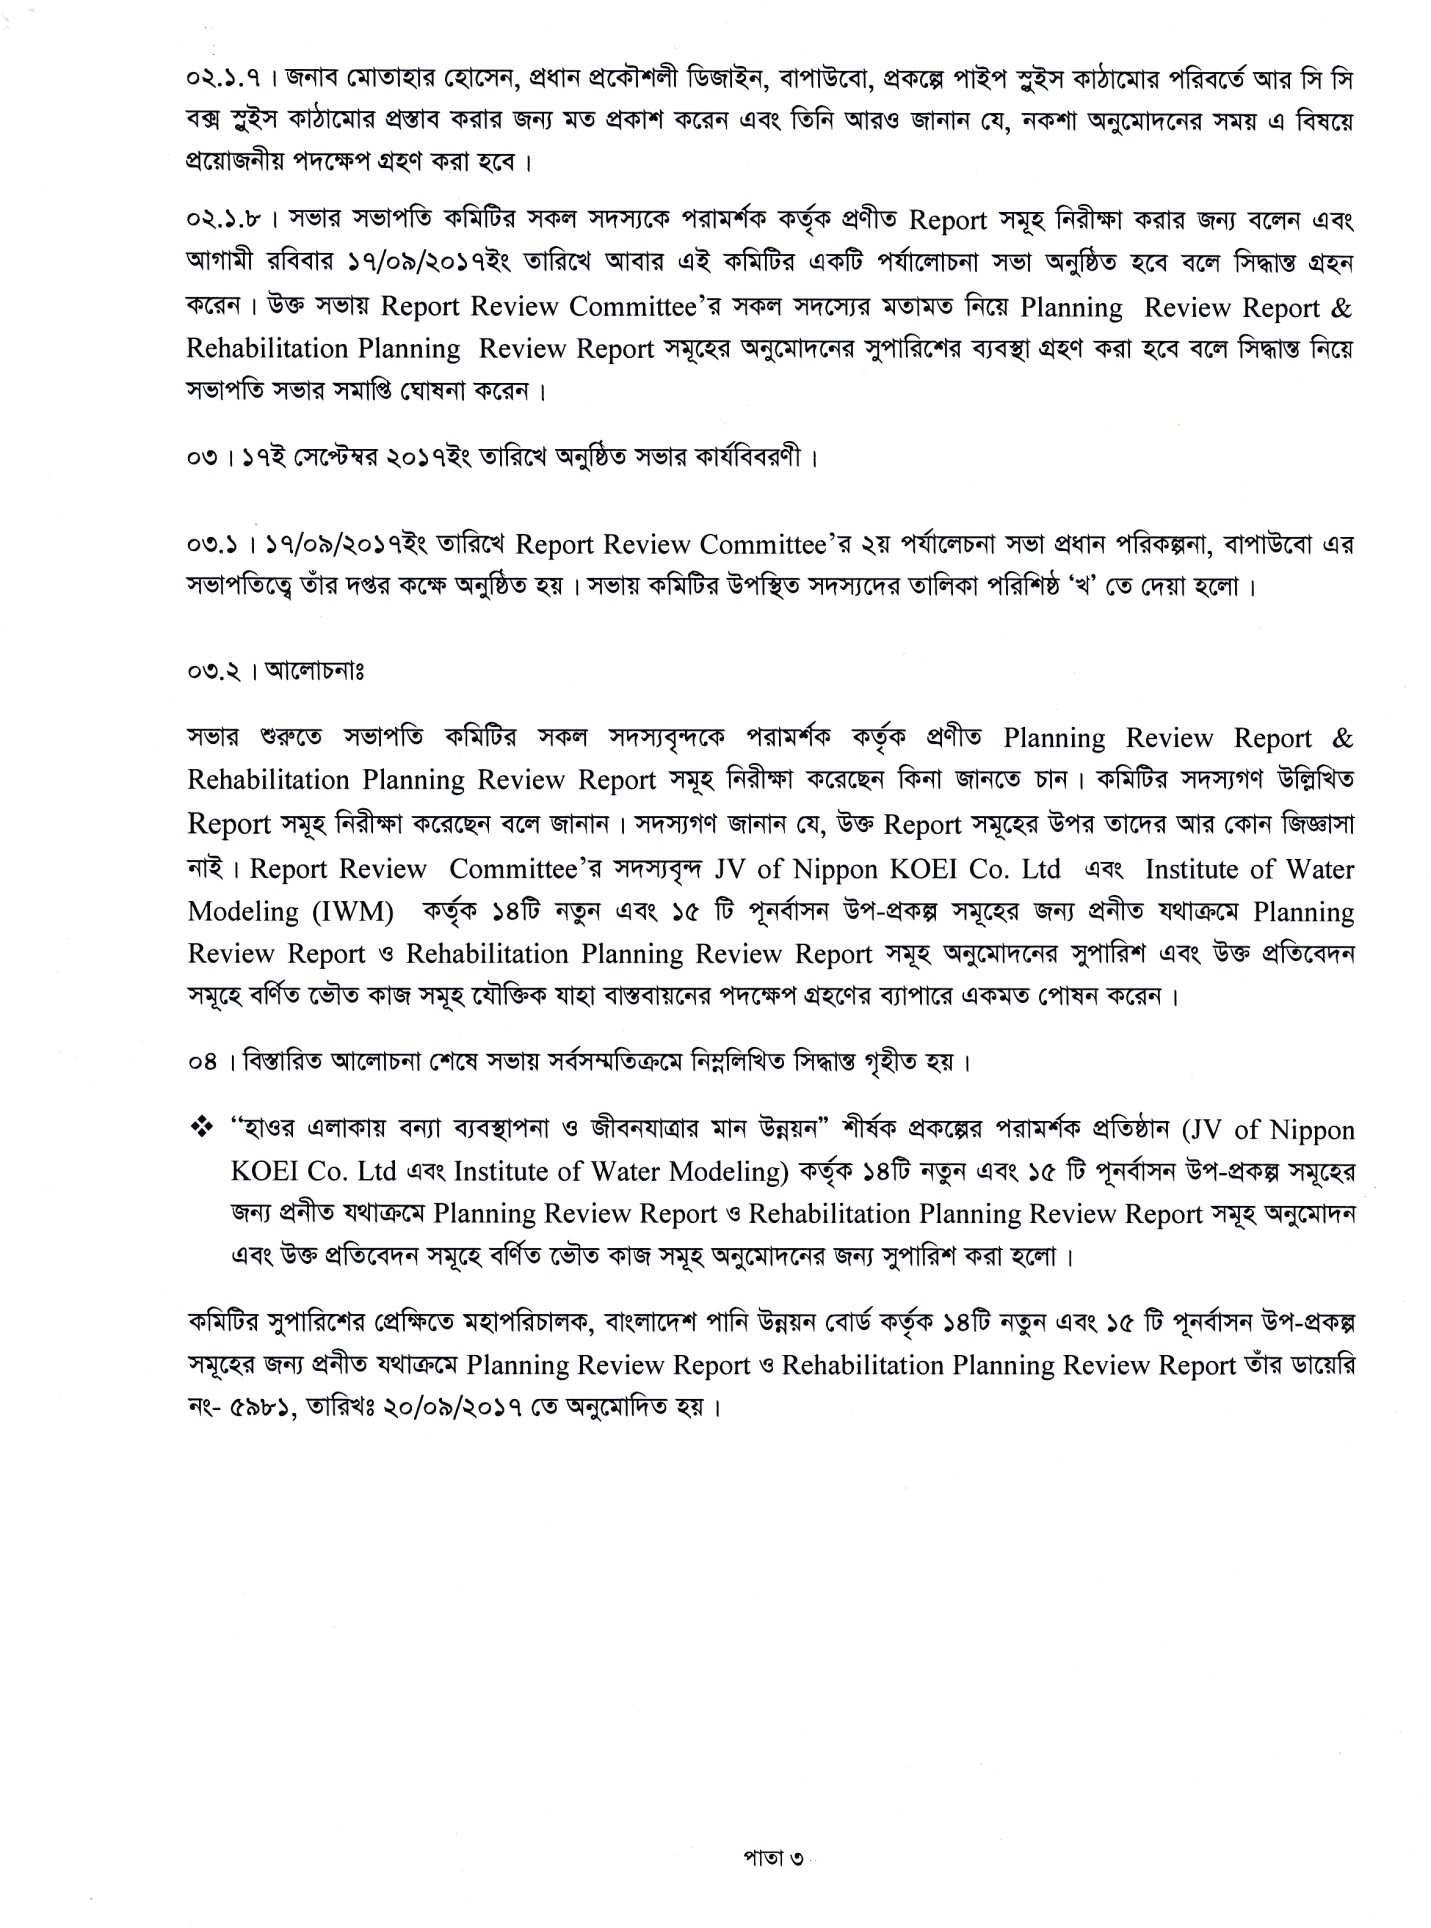 ০২.১.৭ । জনাব মোতাহার হোসেন, প্রধান প্রকৌশলী ডিজাইন, বাপাউবো, প্রকল্পে পাইপ স্লুইস কাঠামোর পরিবর্তে আর সি সি
বক্স স্লুইস কাঠামোর প্রস্তাব করার জন্য মত প্রকাশ করেন এবং তিনি আরও জানান যে, নকশা অনুমোদনের সময় এ বিষয়ে
প্রয়োজনীয় পদক্ষেপ গ্রহণ করা হবে ।
০২.১.৮ । সভার সভাপতি কমিটির সকল সদস্যকে পরামর্শক কর্তৃক প্রণীত Report সমূহ নিরীক্ষা করার জন্য বলেন এবং
আগামী রবিবার ১৭/০৯/২০১৭ইং তারিখে আবার এই কমিটির একটি পর্যালোচনা সভা অনুষ্ঠিত হবে বলে সিদ্ধান্ত গ্রহন
করেন । উক্ত সভায় Report Review Committee’র সকল সদস্যের মতামত নিয়ে Planning Review Report &
Rehabilitation Planning Review Report সমূহের অনুমোদনের সুপারিশের ব্যবস্থা গ্রহণ করা হবে বলে সিদ্ধান্ত নিয়ে
সভাপতি সভার সমাপ্তি ঘোষনা করেন ।
০৩ । ১৭ই সেপ্টেম্বর ২০১৭ইং তারিখে অনুষ্ঠিত সভার কার্যবিবরণী ।
০৩.১ । ১৭/০৯/২০১৭ইং তারিখে Report Review Committee’র ২য় পর্যালেচনা সভা প্রধান পরিকল্পনা, বাপাউবো এর
সভাপতিত্বে তাঁর দপ্তর কক্ষে অনুষ্ঠিত হয় । সভায় কমিটির উপস্থিত সদস্যদের তালিকা পরিশিষ্ঠ ‘খ’ তে দেয়া হলো ।
০৩.২ । আলোচনাঃ
সভার শুরুতে সভাপতি কমিটির সকল সদস্যবৃন্দকে পরামর্শক কর্তৃক প্রণীত Planning Review Report &
Rehabilitation Planning Review Report সমূহ নিরীক্ষা করেছেন কিনা জানতে চান । কমিটির সদস্যগণ উল্লিখিত
Report সমূহ নিরীক্ষা করেছেন বলে জানান । সদস্যগণ জানান যে, উক্ত Report সমূহের উপর তাদের আর কোন জিজ্ঞাসা
নাই । Report Review Committee’র সদস্যবৃন্দ JV of Nippon KOEI Co. Ltd এবং Institute of Water
Modeling (IWM) কর্তৃক ১৪টি নতুন এবং ১৫ টি পূনর্বাসন উপ-প্রকল্প সমূহের জন্য প্রনীত যথাক্রমে Planning
Review Report ও Rehabilitation Planning Review Report সমূহ অনুমোদনের সুপারিশ এবং উক্ত প্রতিবেদন
সমূহে বর্ণিত ভৌত কাজ সমূহ যৌক্তিক যাহা বাস্তবায়নের পদক্ষেপ গ্রহণের ব্যাপারে একমত পোষন করেন ।
০৪ । বিস্তারিত আলোচনা শেষে সভায় সর্বসম্মতিক্রমে নিম্নলিখিত সিদ্ধান্ত গৃহীত হয় ।
❖ “হাওর এলাকায় বন্যা ব্যবস্থাপনা ও জীবনযাত্রার মান উন্নয়ন” শীর্ষক প্রকল্পের পরামর্শক প্রতিষ্ঠান (JV of Nippon
KOEI Co. Ltd এবং Institute of Water Modeling) কর্তৃক ১৪টি নতুন এবং ১৫ টি পূনর্বাসন উপ-প্রকল্প সমূহের
জন্য প্রনীত যথাক্রমে Planning Review Report ও Rehabilitation Planning Review Report সমূহ অনুমোদন
এবং উক্ত প্রতিবেদন সমূহে বর্ণিত ভৌত কাজ সমূহ অনুমোদনের জন্য সুপারিশ করা হলো ।
কমিটির সুপারিশের প্রেক্ষিতে মহাপরিচালক, বাংলাদেশ পানি উন্নয়ন বোর্ড কর্তৃক ১৪টি নতুন এবং ১৫ টি পূনর্বাসন উপ-প্রকল্প
সমূহের জন্য প্রনীত যথাক্রমে Planning Review Report ও Rehabilitation Planning Review Report তাঁর ডায়েরি
নং- ৫৯৮১, তারিখঃ ২০/০৯/২০১৭ তে অনুমোদিত হয় ।
পাতা ৩